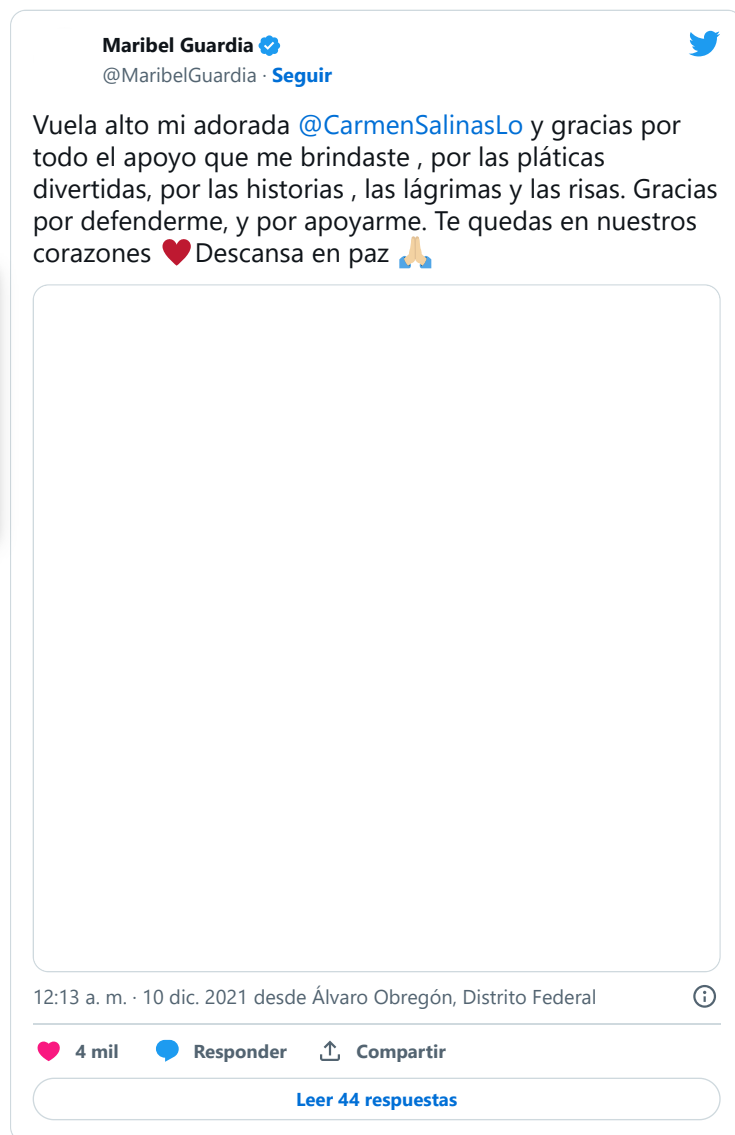 Maribel Guardia
@MaribelGuardia · Seguir
Vuela alto mi adorada @CarmenSalinasLo y gracias por
todo el apoyo que me brindaste , por las pláticas
divertidas, por las historias , las lágrimas y las risas. Gracias
por defenderme, y por apoyarme. Te quedas en nuestros
corazones ♥️Descansa en paz 🙏🏼
12:13 a. m. · 10 dic. 2021 desde Álvaro Obregón, Distrito Federal
4 mil Responder Compartir
Leer 44 respuestas